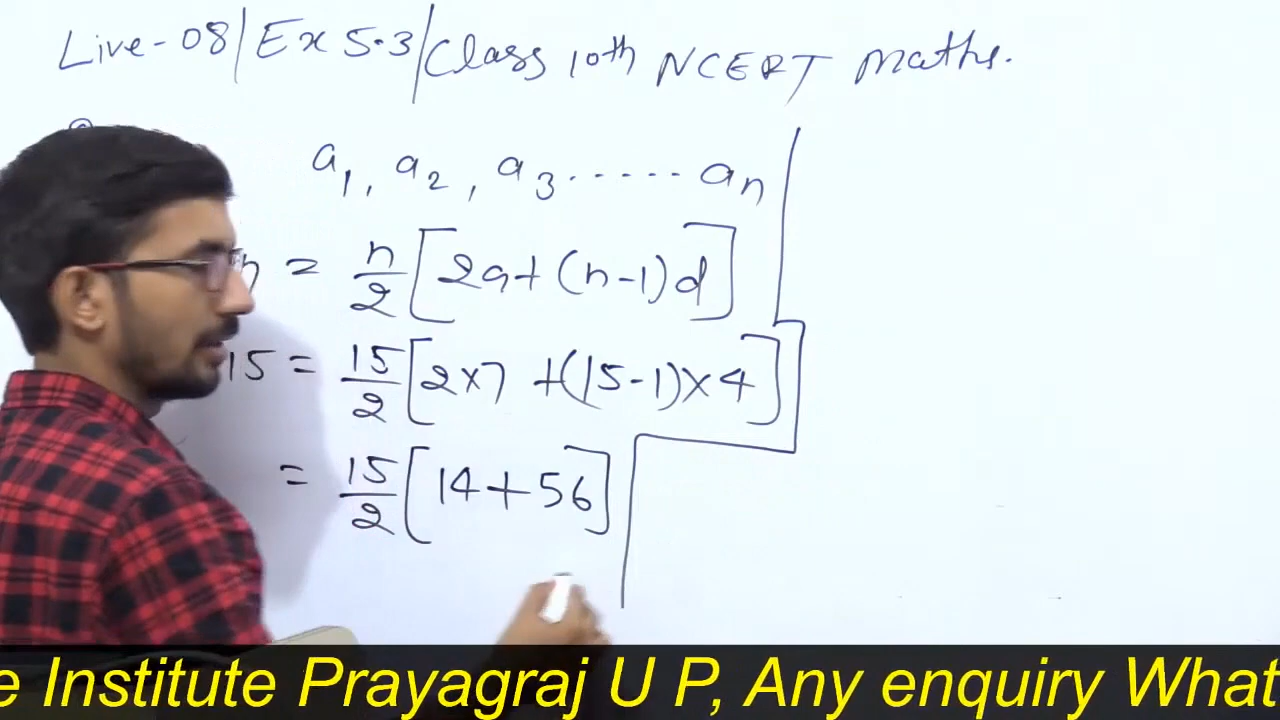 Live-08/Ex 5.3/Class 10th NCERT Maths.
a1, a2, a3 ...... an
n = n/2 [2a+(n-1)d]
15 = 15/2 [2×7 +(15-1)×4]
= 15/2 [14+56]
e Institute Prayagraj U P, Any enquiry What